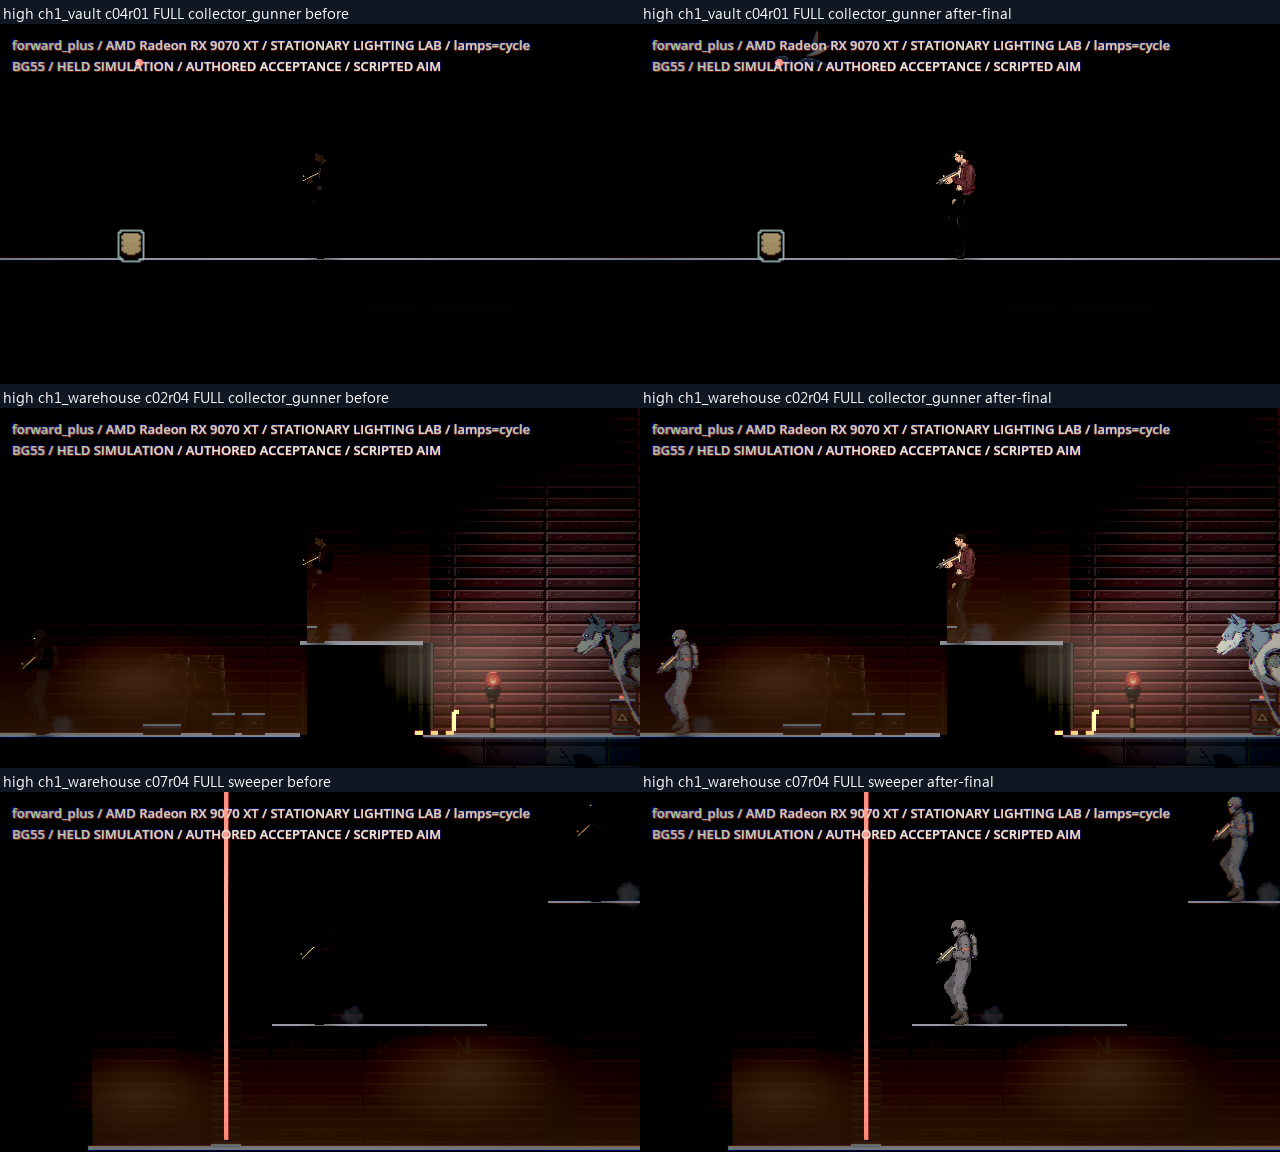 high ch1_vault c04r01 FULL collector_gunner before
high ch1_vault c04r01 FULL collector_gunner after-final
forward_plus / AMD Radeon RX 9070 XT / STATIONARY LIGHTING LAB / lamps=cycle
BG55 / HELD SIMULATION / AUTHORED ACCEPTANCE / SCRIPTED AIM
forward_plus / AMD Radeon RX 9070 XT / STATIONARY LIGHTING LAB / lamps=cycle
BG55 / HELD SIMULATION / AUTHORED ACCEPTANCE / SCRIPTED AIM
high ch1_warehouse c02r04 FULL collector_gunner before
high ch1_warehouse c02r04 FULL collector_gunner after-final
forward_plus / AMD Radeon RX 9070 XT / STATIONARY LIGHTING LAB / lamps=cycle
BG55 / HELD SIMULATION / AUTHORED ACCEPTANCE / SCRIPTED AIM
forward_plus / AMD Radeon RX 9070 XT / STATIONARY LIGHTING LAB / lamps=cycle
BG55 / HELD SIMULATION / AUTHORED ACCEPTANCE / SCRIPTED AIM
high ch1_warehouse c07r04 FULL sweeper before
high ch1_warehouse c07r04 FULL sweeper after-final
forward_plus / AMD Radeon RX 9070 XT / STATIONARY LIGHTING LAB / lamps=cycle
BG55 / HELD SIMULATION / AUTHORED ACCEPTANCE / SCRIPTED AIM
forward_plus / AMD Radeon RX 9070 XT / STATIONARY LIGHTING LAB / lamps=cycle
BG55 / HELD SIMULATION / AUTHORED ACCEPTANCE / SCRIPTED AIM